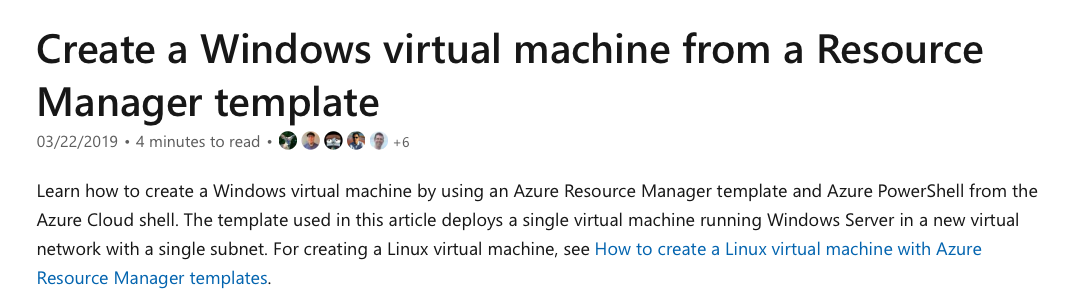 Create a Windows virtual machine from a Resource
Manager template
03/22/2019 • 4 minutes to read • +6
Learn how to create a Windows virtual machine by using an Azure Resource Manager template and Azure PowerShell from the
Azure Cloud shell. The template used in this article deploys a single virtual machine running Windows Server in a new virtual
network with a single subnet. For creating a Linux virtual machine, see How to create a Linux virtual machine with Azure
Resource Manager templates.